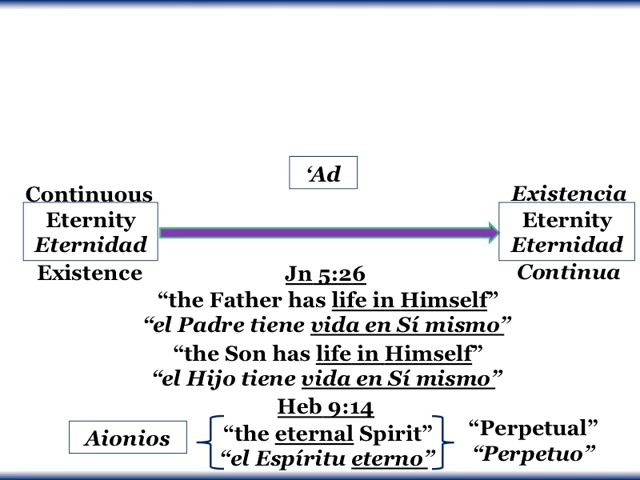 ‘Ad
Continuous
Existencia
Eternity
Eternidad
Eternity
Eternidad
Existence
Continua
Jn 5:26
“the Father has life in Himself”
“el Padre tiene vida en Sí mismo”
“the Son has life in Himself”
“el Hijo tiene vida en Sí mismo”
Heb 9:14
Aionios
“the eternal Spirit”
“el Espíritu eterno”
“Perpetual”
“Perpetuo”